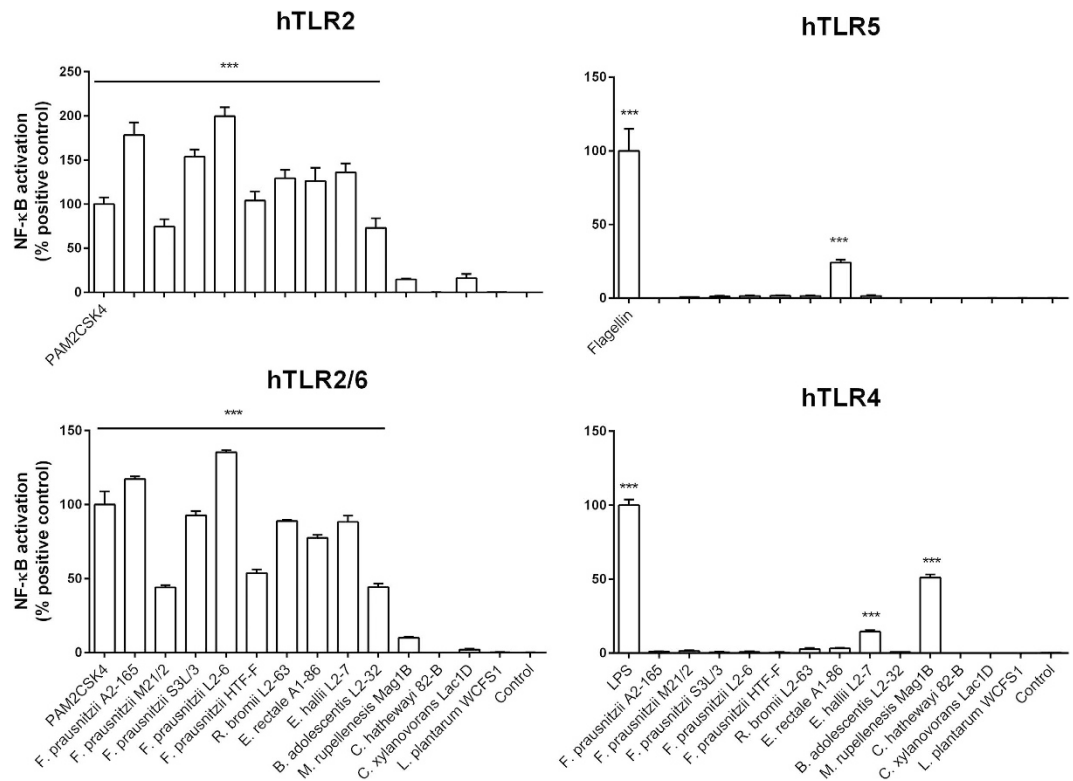 hTLR2
***
NF-κB activation
(% positive control)
250
200
150
100
50
0
PAM2CSK4
hTLR5
150
100
50
0
***
***
Flagellin
hTLR2/6
***
NF-κB activation
(% positive control)
150
100
50
0
PAM2CSK4
F. prausnitzii A2-165
F. prausnitzii M21/2
F. prausnitzii S3L/3
F. prausnitzii L2-6
F. prausnitzii HTF-F
R. bromii L2-63
E. rectale A1-86
E. hallii L2-7
B. adolescentis L2-32
M. rupellenesis Mag1B
C. hathewayi 82-B
C. xylanovorans Lac1D
L. plantarum WCFS1
Control
hTLR4
150
100
50
0
***
***
***
LPS
F. prausnitzii A2-165
F. prausnitzii M21/2
F. prausnitzii S3L/3
F. prausnitzii L2-6
F. prausnitzii HTF-F
R. bromii L2-63
E. rectale A1-86
E. hallii L2-7
B. adolescentis L2-32
M. rupellenesis Mag1B
C. hathewayi 82-B
C. xylanovorans Lac1D
L. plantarum WCFS1
Control